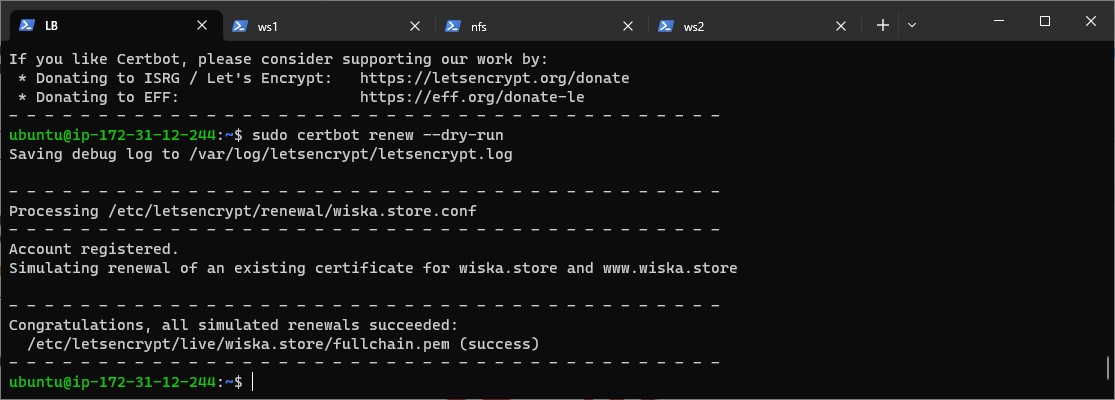 LB
ws1
nfs
ws2
If you like Certbot, please consider supporting our work by:
* Donating to ISRG / Let's Encrypt:   https://letsencrypt.org/donate
* Donating to EFF:                    https://eff.org/donate-le
- - - - - - - - - - - - - - - - - - - - - - - - - - - - - - - - - - - - - - - -
ubuntu@ip-172-31-12-244:~$ sudo certbot renew --dry-run
Saving debug log to /var/log/letsencrypt/letsencrypt.log
- - - - - - - - - - - - - - - - - - - - - - - - - - - - - - - - - - - - - - - -
Processing /etc/letsencrypt/renewal/wiska.store.conf
- - - - - - - - - - - - - - - - - - - - - - - - - - - - - - - - - - - - - - - -
Account registered.
Simulating renewal of an existing certificate for wiska.store and www.wiska.store
- - - - - - - - - - - - - - - - - - - - - - - - - - - - - - - - - - - - - - - -
Congratulations, all simulated renewals succeeded:
  /etc/letsencrypt/live/wiska.store/fullchain.pem (success)
- - - - - - - - - - - - - - - - - - - - - - - - - - - - - - - - - - - - - - - -
ubuntu@ip-172-31-12-244:~$